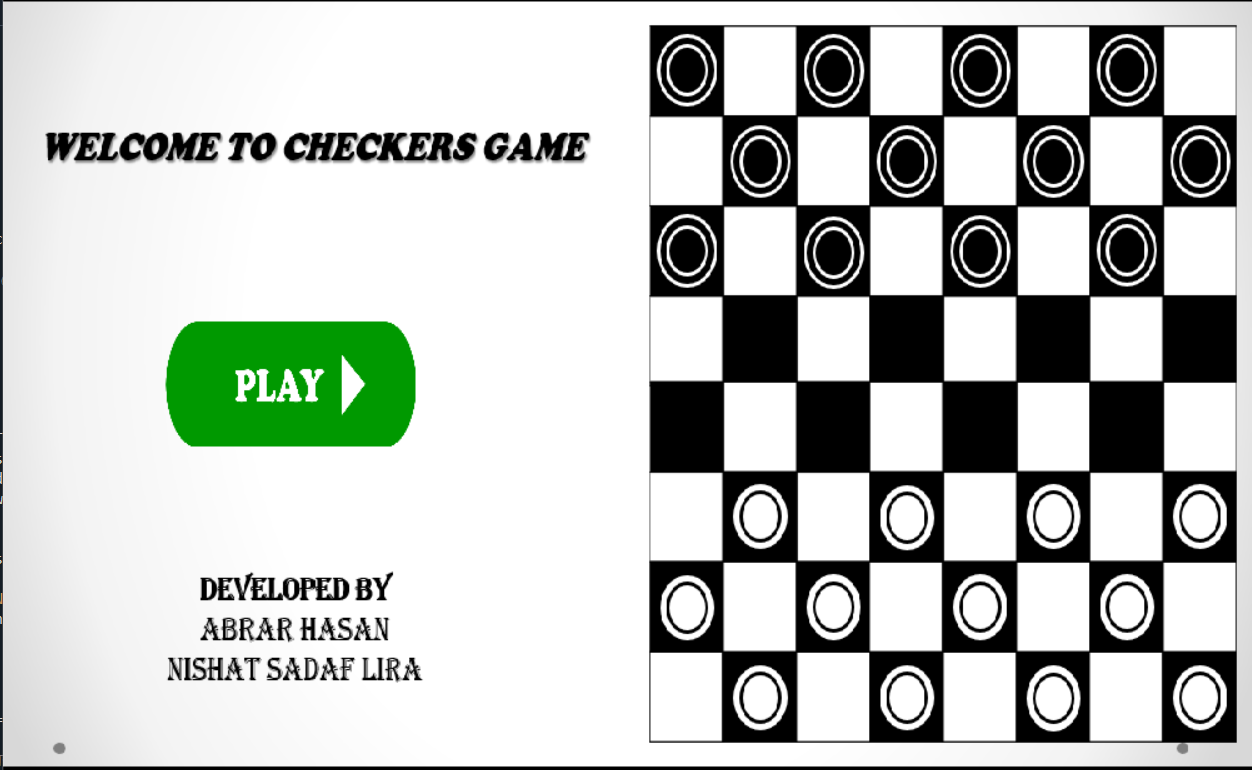 WELCOME TO CHECKERS GAME
PLAY
DEVELOPED BY
ABRAR HASAN
NISHAT SADAF LIRA